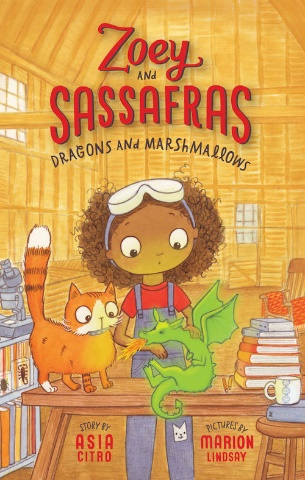 Zoey
AND
SASSAFRAS
DRAGONS AND MARSHMALLOWS
STORY BY
ASIA
CITRO
PICTURES BY
MARION
LINDSAY